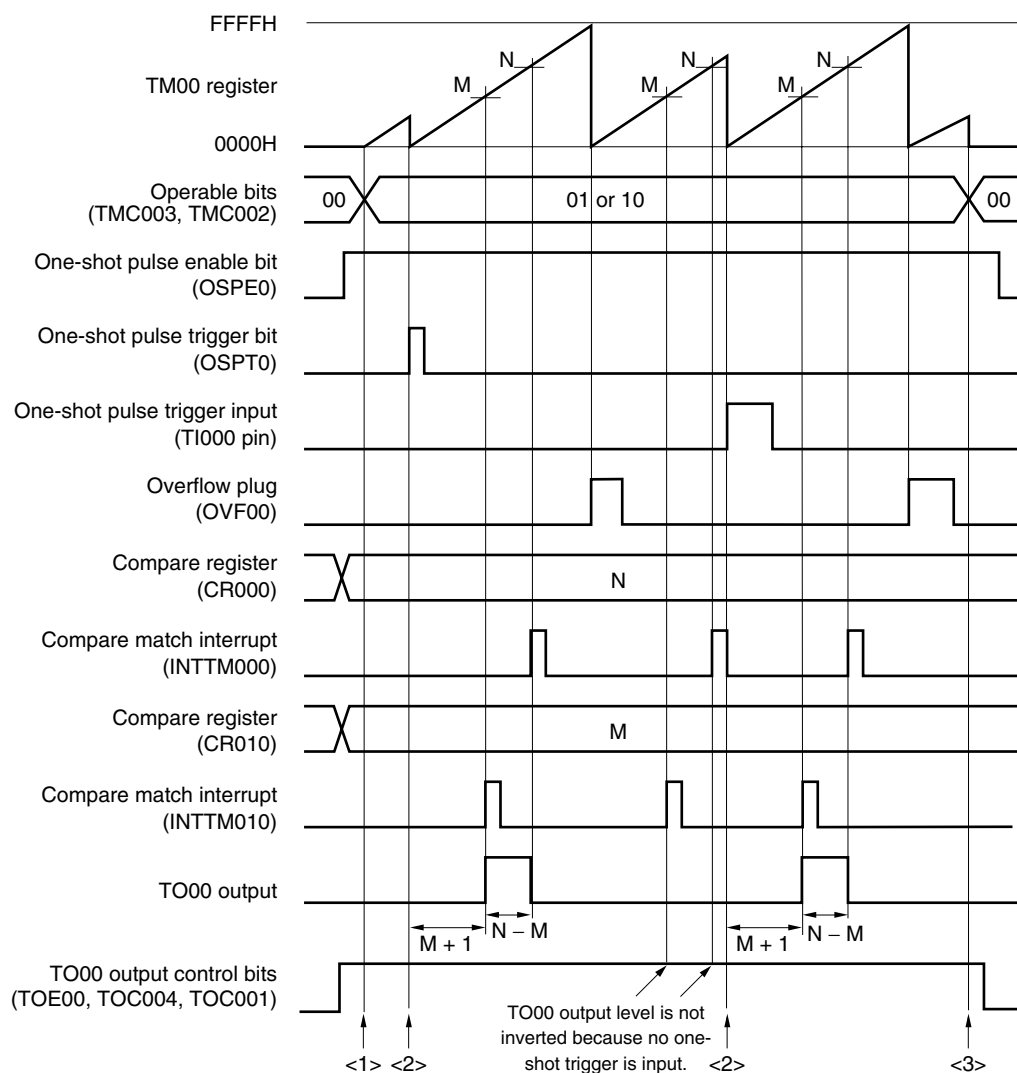 FFFFH
TM00 register
N
M
N
M
N
M
0000H
Operable bits
(TMC003, TMC002)
00
01 or 10
00
One-shot pulse enable bit
(OSPE0)
One-shot pulse trigger bit
(OSPT0)
One-shot pulse trigger input
(TI000 pin)
Overflow plug
(OVF00)
Compare register
(CR000)
N
Compare match interrupt
(INTTM000)
Compare register
(CR010)
M
Compare match interrupt
(INTTM010)
TO00 output
M + 1
N − M
M + 1
N − M
TO00 output control bits
(TOE00, TOC004, TOC001)
TO00 output level is not
inverted because no one-
shot trigger is input.
<1> <2> <2> <3>